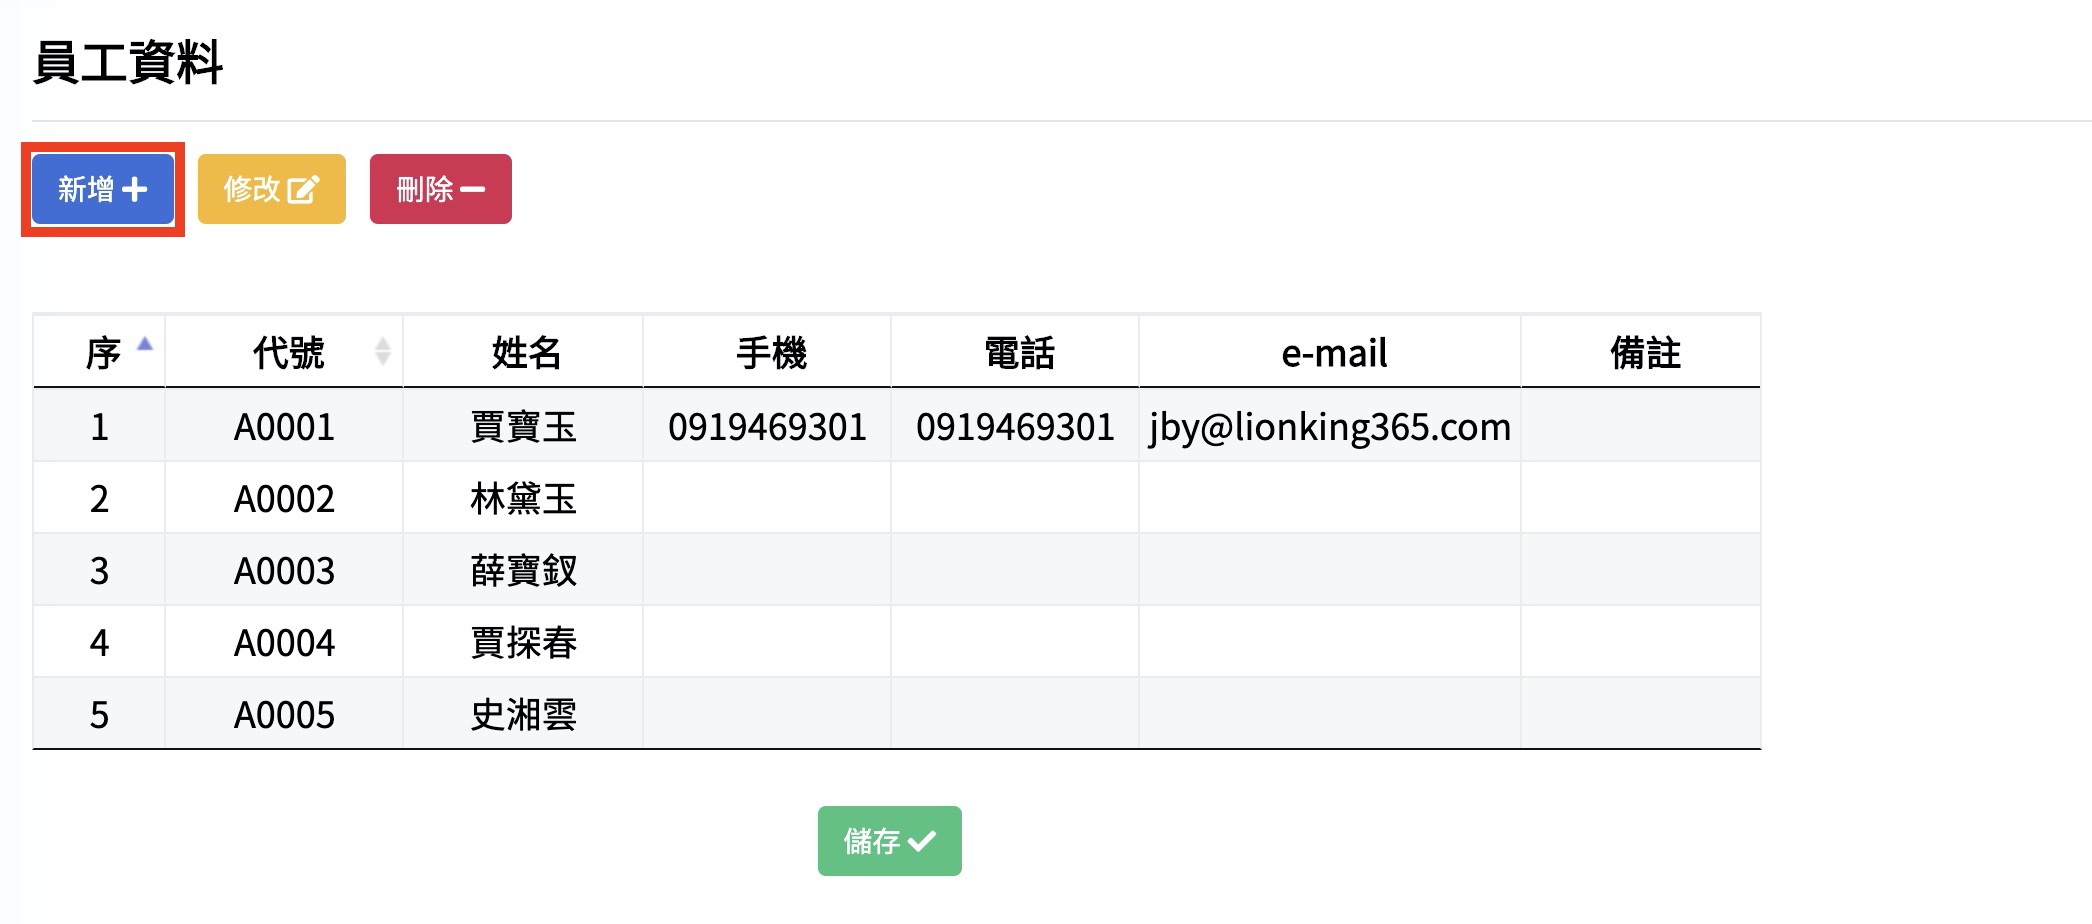 員工資料
新增 修改 刪除
序 代號 姓名 手機 電話 e-mail 備註
1 A0001 賈寶玉 0919469301 0919469301 jby@lionking365.com
2 A0002 林黛玉
3 A0003 薛寶釵
4 A0004 賈探春
5 A0005 史湘雲
儲存